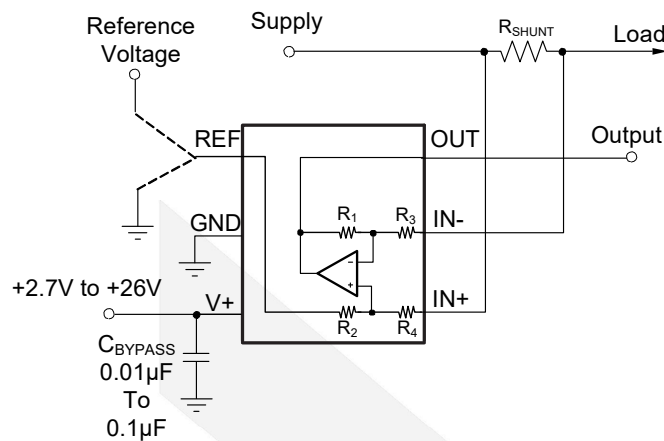 Reference
Voltage
Supply
RSHUNT
Load
REF
OUT
Output
GND
R1
R3
IN-
-
+
+2.7V to +26V
V+
R2
R4
IN+
CBYPASS
0.01µF
To
0.1µF